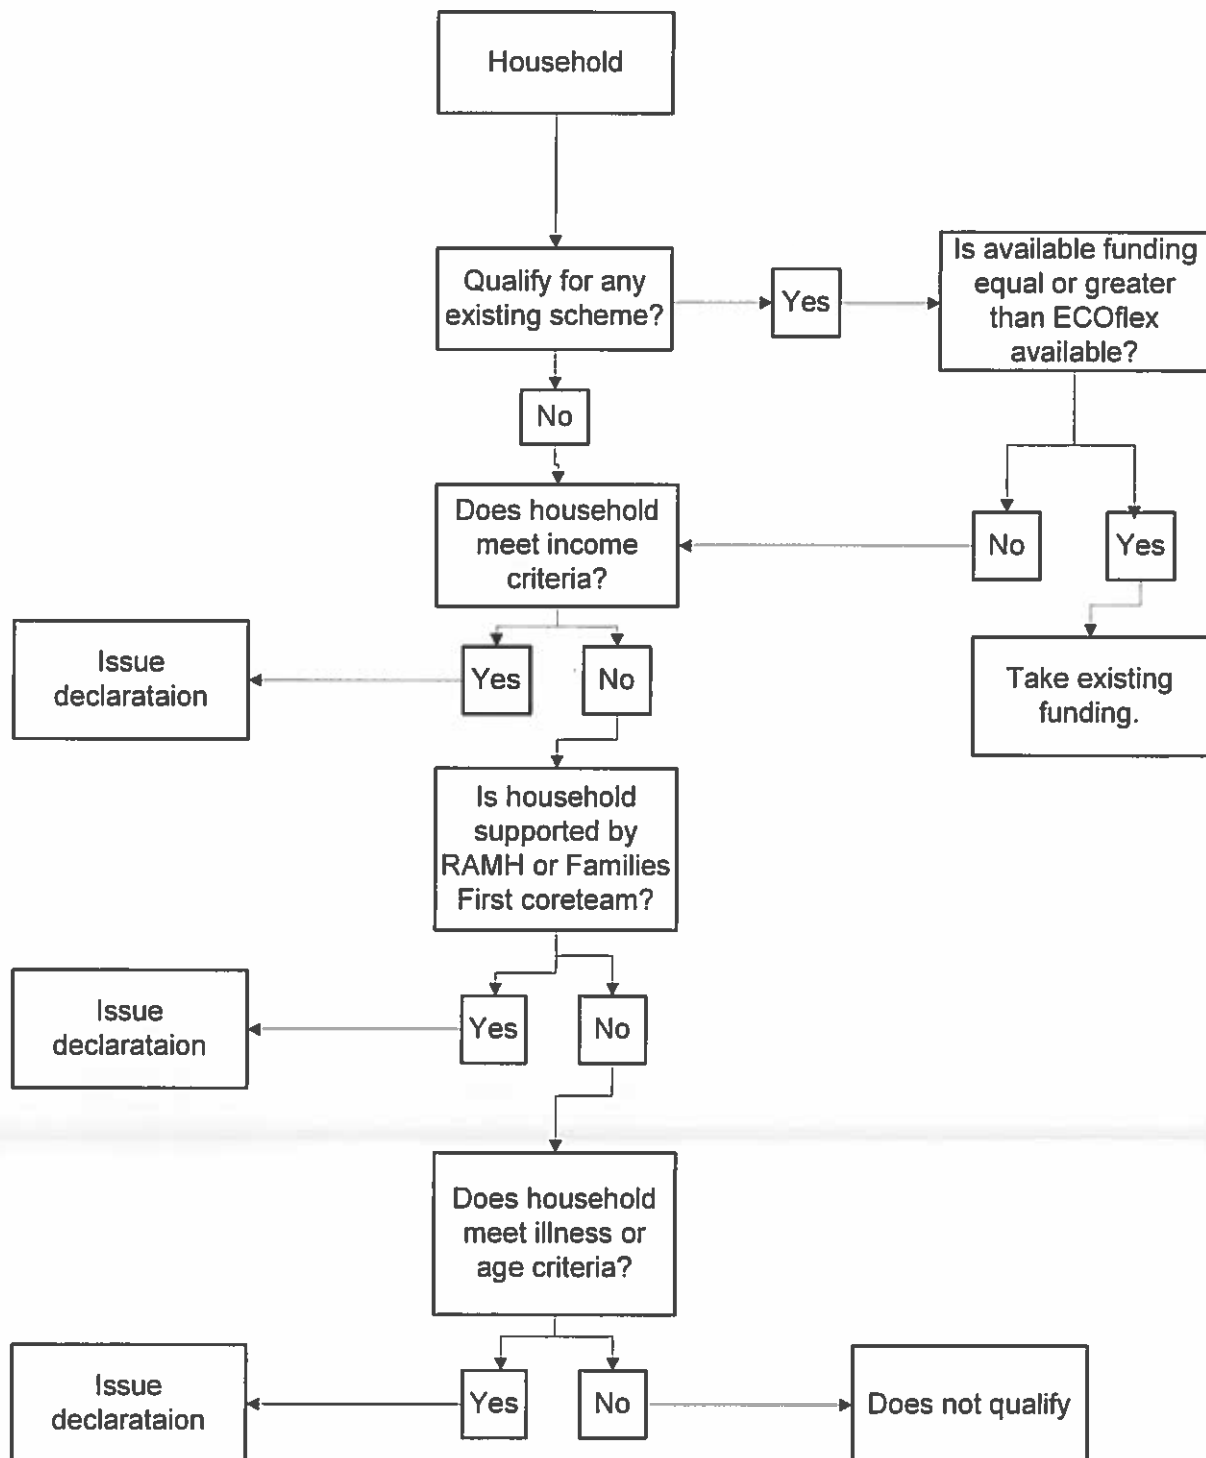 Household
Qualify for any
existing scheme?
Yes
Is available funding
equal or greater
than ECOflex
available?
No
Does household
meet income
criteria?
No
Yes
Issue
declarataion
Yes
No
Take existing
funding.
Is household
supported by
RAMH or Families
First coreteam?
Issue
declarataion
Yes
No
Does household
meet illness or
age criteria?
Issue
declarataion
Yes
No
Does not qualify